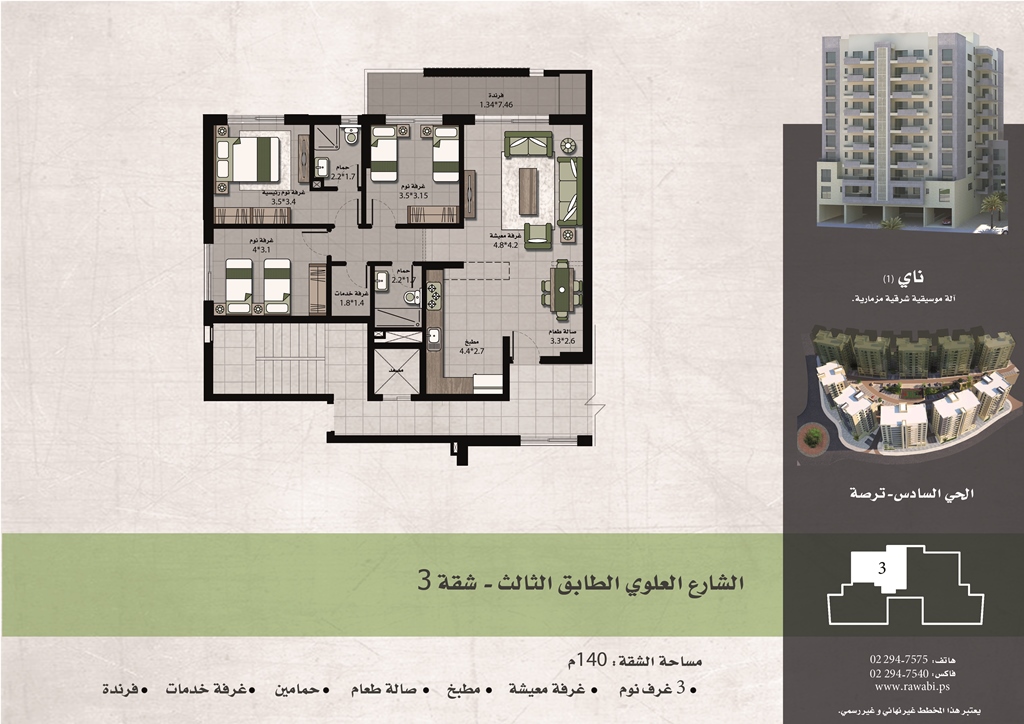 فرندة
1.34*7.46
حمام
2.2*1.7
غرفة نوم رئيسية
3.5*3.4
غرفة نوم
3.5*3.15
غرفة معيشة
4.8*4.2
غرفة نوم
4*3.1
حمام
2.2*1.7
غرفة خدمات
1.8*1.4
صالة طعام
3.3*2.6
مطبخ
4.4*2.7
مصعد
ناي (1)
آلة موسيقية شرقية مزمارية.
الحي السادس-ترصة
3
الشارع العلوي الطابق الثالث - شقة 3
مساحة الشقة: 140م
• 3 غرف نوم • غرفة معيشة • مطبخ • صالة طعام • حمامين • غرفة خدمات • فرندة
هاتف: 02 294-7575
فاكس: 02 294-7540
www.rawabi.ps
يعتبر هذا المخطط غير نهائي و غير رسمي.